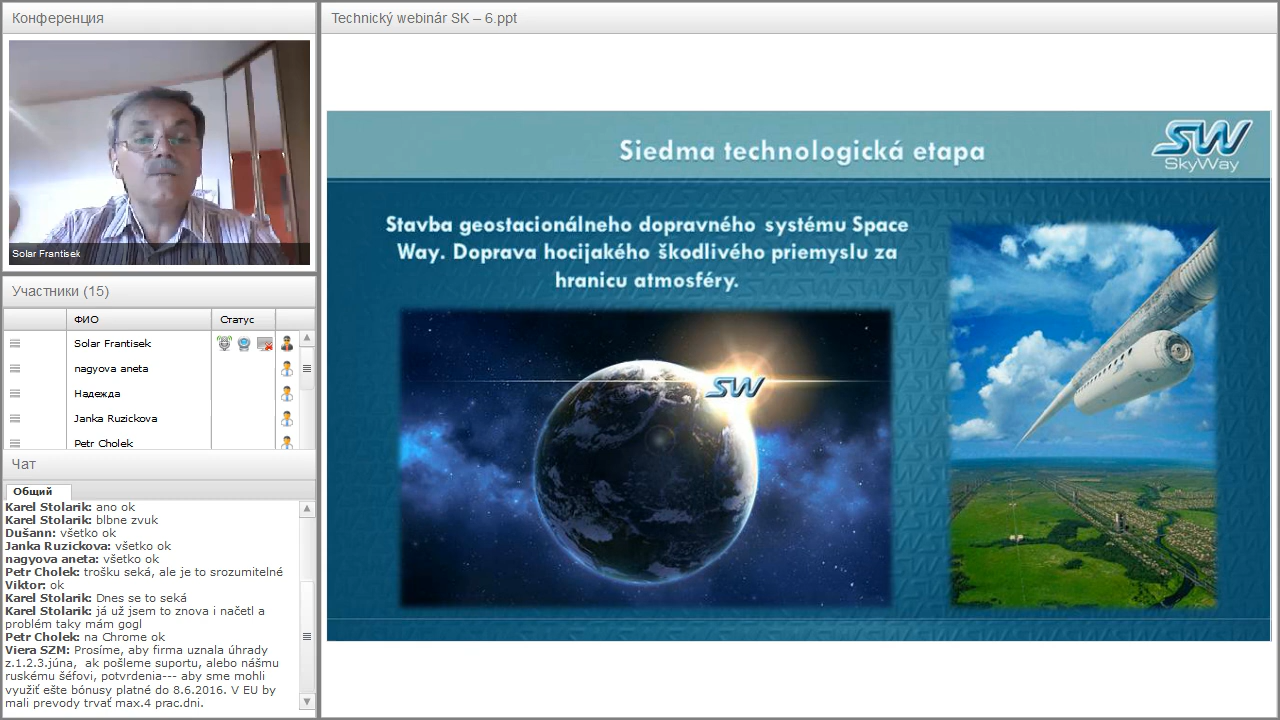 Конференция
Solar Frantisek
Участники (15)
ФИО
Статус
Solar Frantisek
nagyova aneta
Надежда
Janka Ruzickova
Petr Cholek
Чат
Общий
Karel Stolarik: ano ok
Karel Stolarik: blbne zvuk
Dušann: všetko ok
Janka Ruzickova: všetko ok
nagyova aneta: všetko ok
Petr Cholek: trošku seká, ale je to srozumitelné
Viktor: ok
Karel Stolarik: Dnes se to seká
Karel Stolarik: já už jsem to znova i načetl a
problém taky mám gogl
Petr Cholek: na Chrome ok
Viera SZM: Prosíme, aby firma uznala úhrady
z.1.2.3.júna,  ak pošleme suportu, alebo nášmu
ruskému šéfovi, potvrdenia--- aby sme mohli
využiť ešte bónusy platné do 8.6.2016. V EU by
mali prevody trvať max.4 prac.dni.
Technický webinár SK – 6.ppt
Siedma technologická etapa
SW
SkyWay
Stavba geostacionálneho dopravného systému Space
Way. Doprava hocijakého škodlivého priemyslu za
hranicu atmosféry.
SW